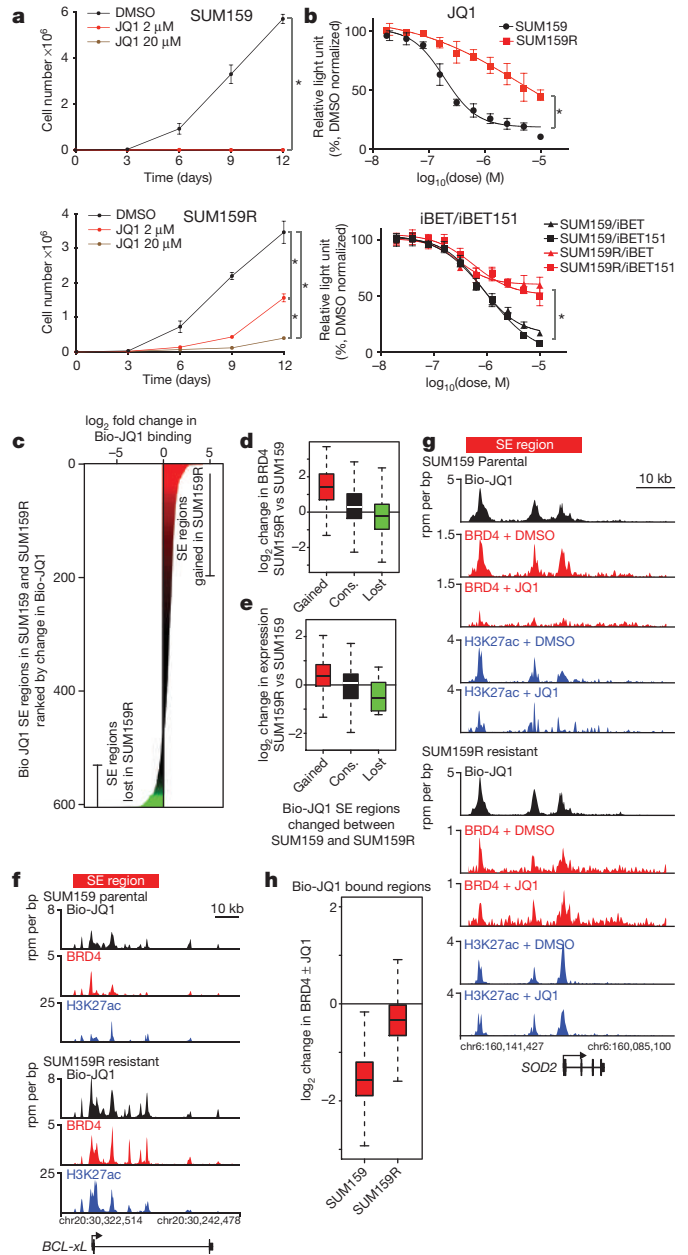 a
SUM159
DMSO
JQ1 2 μM
JQ1 20 μM
Cell number ×10⁶
6
4
2
0
*
0 3 6 9 12
Time (days)
SUM159R
DMSO
JQ1 2 μM
JQ1 20 μM
Cell number ×10⁶
4
3
2
1
0
* * *
0 3 6 9 12
Time (days)
b
JQ1
SUM159
SUM159R
Relative light unit
(%, DMSO normalized)
100
50
0
*
−8 −7 −6 −5
log₁₀(dose) (M)
iBET/iBET151
SUM159/iBET
SUM159/iBET151
SUM159R/iBET
SUM159R/iBET151
Relative light unit
(%, DMSO normalized)
100
50
0
*
−8 −7 −6 −5
log₁₀(dose, M)
c
log₂ fold change in
Bio-JQ1 binding
−5 0 5
0
200
400
600
Bio JQ1 SE regions in SUM159 and SUM159R
ranked by change in Bio-JQ1
SE regions
gained in SUM159R
SE regions
lost in SUM159R
d
log₂ change in BRD4
SUM159R vs SUM159
2
0
−2
Gained
Cons.
Lost
e
log₂ change in expression
SUM159R vs SUM159
2
0
−2
Gained
Cons.
Lost
Bio-JQ1 SE regions
changed between
SUM159 and SUM159R
f
SE region
SUM159 parental
10 kb
rpm per bp
8
Bio-JQ1
5
BRD4
25
H3K27ac
SUM159R resistant
rpm per bp
8
Bio-JQ1
5
BRD4
25
H3K27ac
chr20:30,322,514
chr20:30,242,478
BCL-xL
g
SE region
SUM159 Parental
10 kb
rpm per bp
5
Bio-JQ1
1.5
BRD4 + DMSO
1.5
BRD4 + JQ1
4
H3K27ac + DMSO
4
H3K27ac + JQ1
SUM159R resistant
rpm per bp
5
Bio-JQ1
1
BRD4 + DMSO
1
BRD4 + JQ1
4
H3K27ac + DMSO
4
H3K27ac + JQ1
chr6:160,141,427
chr6:160,085,100
SOD2
h
Bio-JQ1 bound regions
log₂ change in BRD4 ± JQ1
2
0
−2
SUM159
SUM159R